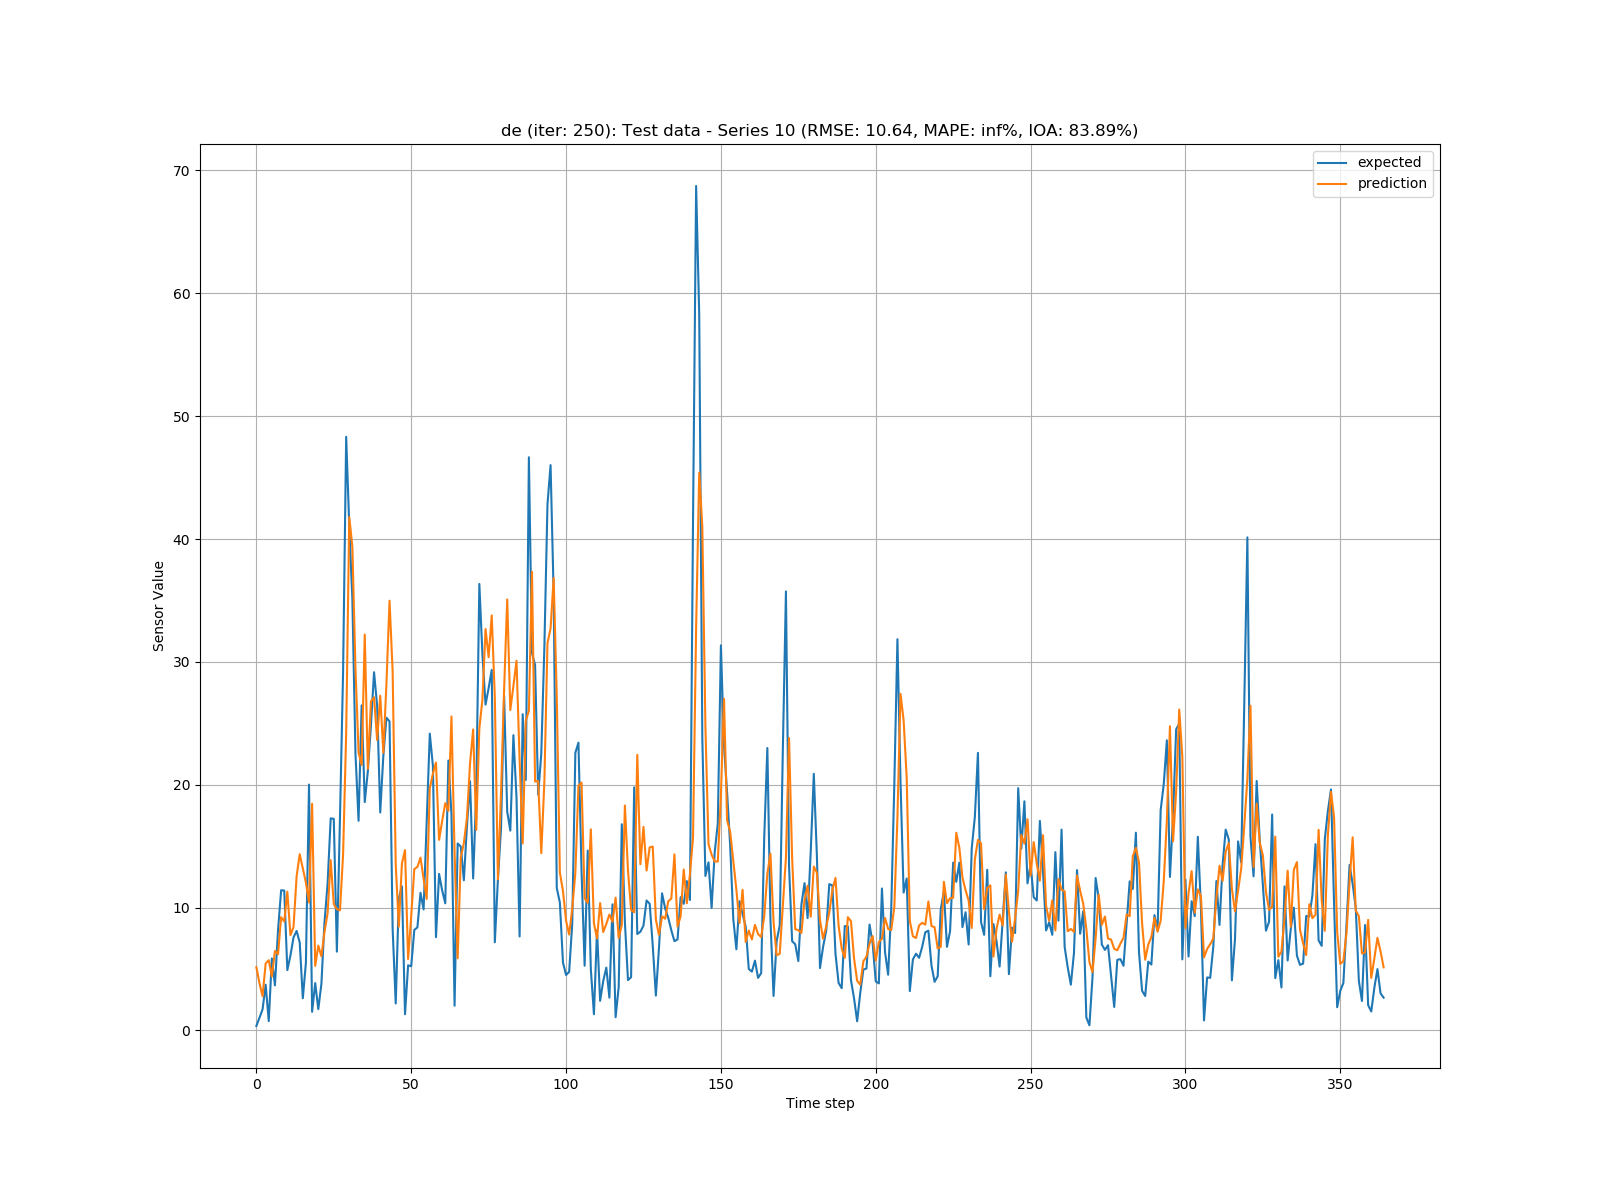 de (iter: 250): Test data - Series 10 (RMSE: 10.64, MAPE: inf%, IOA: 83.89%)
expected
prediction
70
60
50
40
30
20
10
0
Sensor Value
0 50 100 150 200 250 300 350
Time step